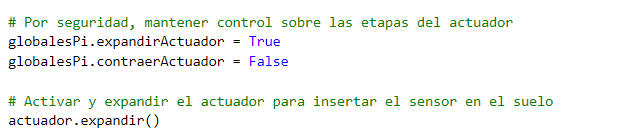 # Por seguridad, mantener control sobre las etapas del actuador
globalesPi.expandirActuador = True
globalesPi.contraerActuador = False
# Activar y expandir el actuador para insertar el sensor en el suelo
actuador.expandir()